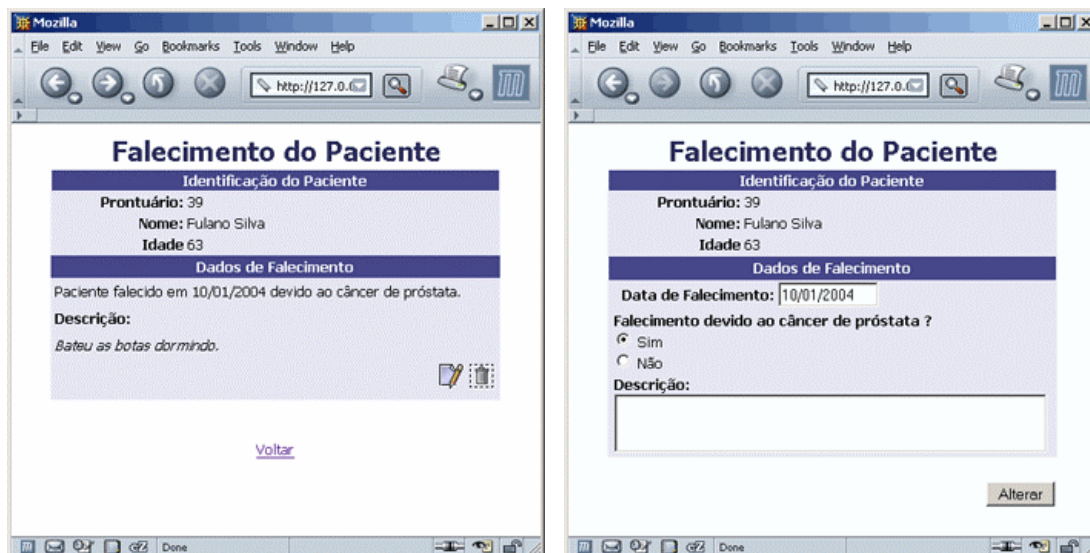 Mozilla
File Edit View Go Bookmarks Tools Window Help
http://127.0.0
Falecimento do Paciente
Identificação do Paciente
Prontuário: 39
Nome: Fulano Silva
Idade 63
Dados de Falecimento
Paciente falecido em 10/01/2004 devido ao câncer de próstata.
Descrição:
Bateu as botas dormindo.
Voltar
Done
Mozilla
File Edit View Go Bookmarks Tools Window Help
http://127.0.0
Falecimento do Paciente
Identificação do Paciente
Prontuário: 39
Nome: Fulano Silva
Idade 63
Dados de Falecimento
Data de Falecimento: 10/01/2004
Falecimento devido ao câncer de próstata ?
Sim
Não
Descrição:
Alterar
Done